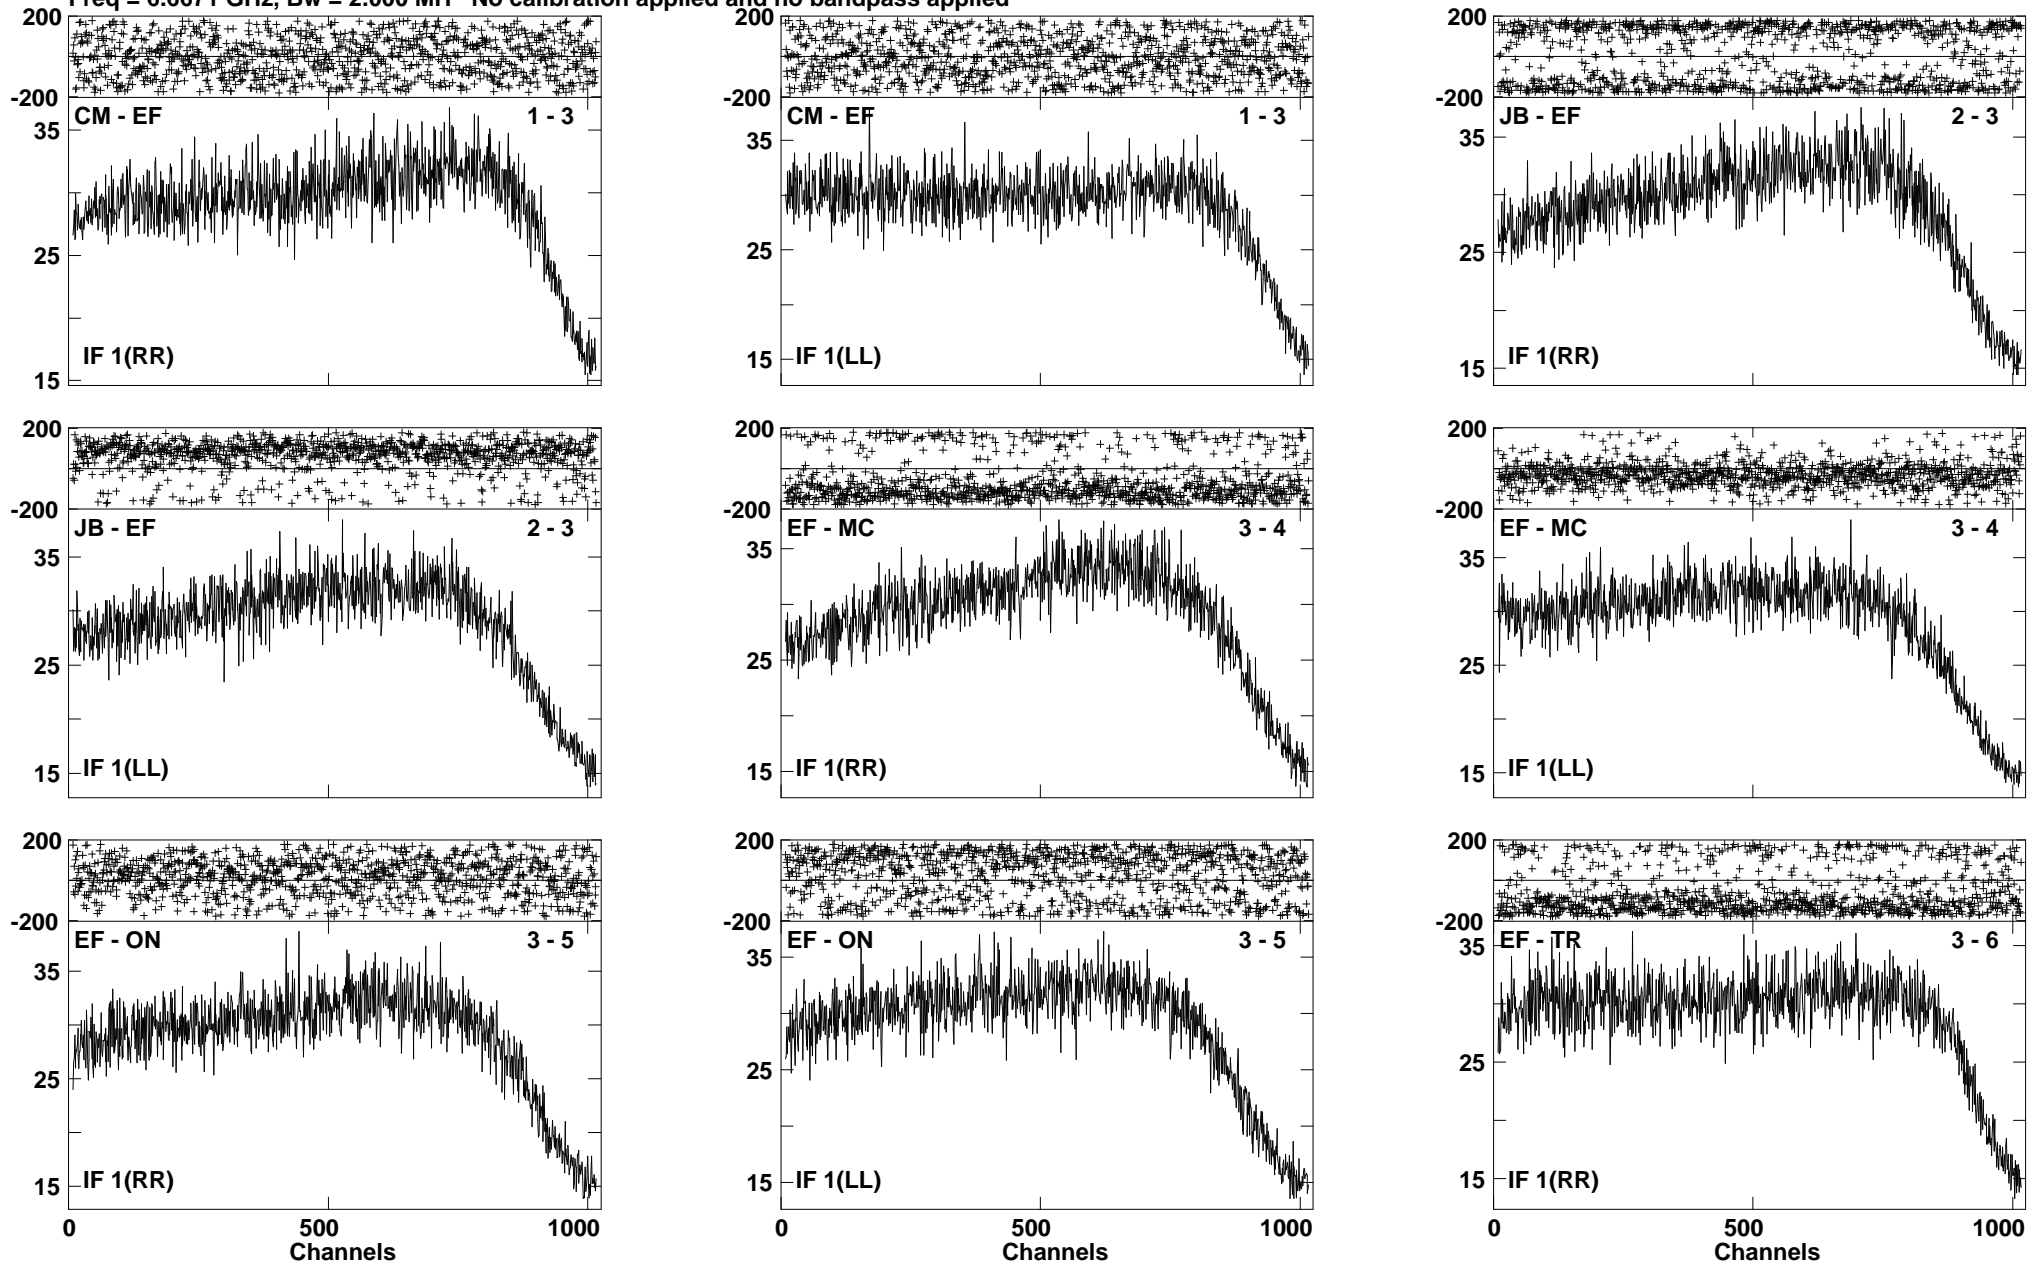 Freq = 6.6671 GHz, Bw = 2.000 MH No calibration applied and no bandpass applied
200 200 200
-200 -200 -200
CM - EF 1 - 3 CM - EF 1 - 3 JB - EF 2 - 3
35 35 35
25 25 25
IF 1(RR) IF 1(LL) IF 1(RR)
15 15 15
200 200 200
-200 -200 -200
JB - EF 2 - 3 EF - MC 3 - 4 EF - MC 3 - 4
35 35 35
25 25 25
IF 1(LL) IF 1(RR) IF 1(LL)
15 15 15
200 200 200
-200 -200 -200
EF - ON 3 - 5 EF - ON 3 - 5 EF - TR 3 - 6
35 35 35
25 25 25
IF 1(RR) IF 1(LL) IF 1(RR)
15 15 15
0 500 1000 0 500 1000 0 500 1000
Channels Channels Channels